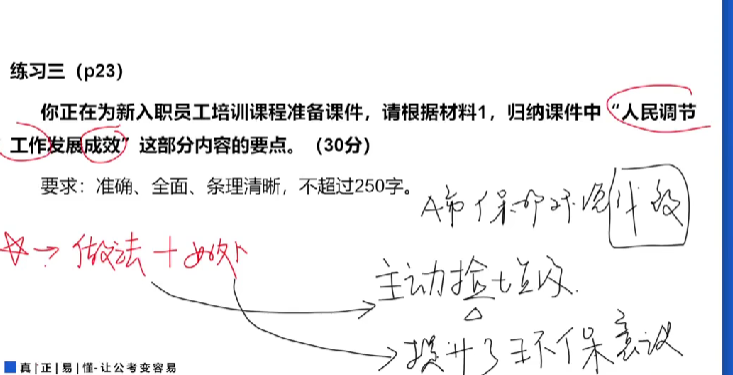 练习三（p23）
你正在为新入职员工培训课程准备课件，请根据材料1，归纳课件中“人民调节
工作发展成效”这部分内容的要点。（30分）
要求：准确、全面、条理清晰，不超过250字。
A市保护环境成效
☆→ 做法＋成效
主动捡垃圾
提升了环保意识
真|正|易|懂-让公考变容易